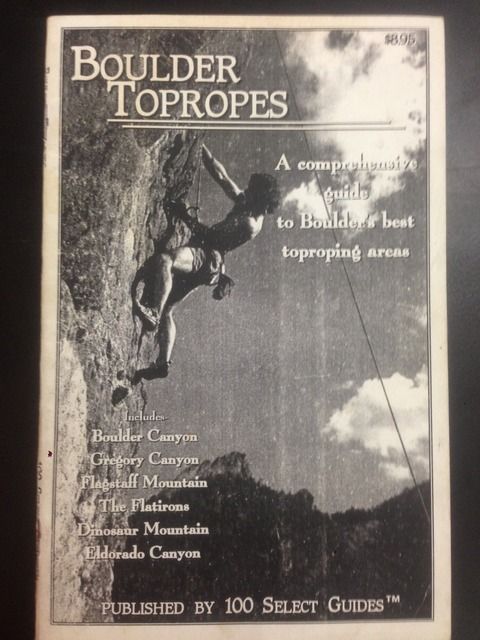 $8.95
BOULDER
TOPROPES
A comprehensive
guide
to Boulder's best
toproping areas
Includes-
Boulder Canyon
Gregory Canyon
Flagstaff Mountain
The Flatirons
Dinosaur Mountain
Eldorado Canyon
PUBLISHED BY 100 SELECT GUIDES™